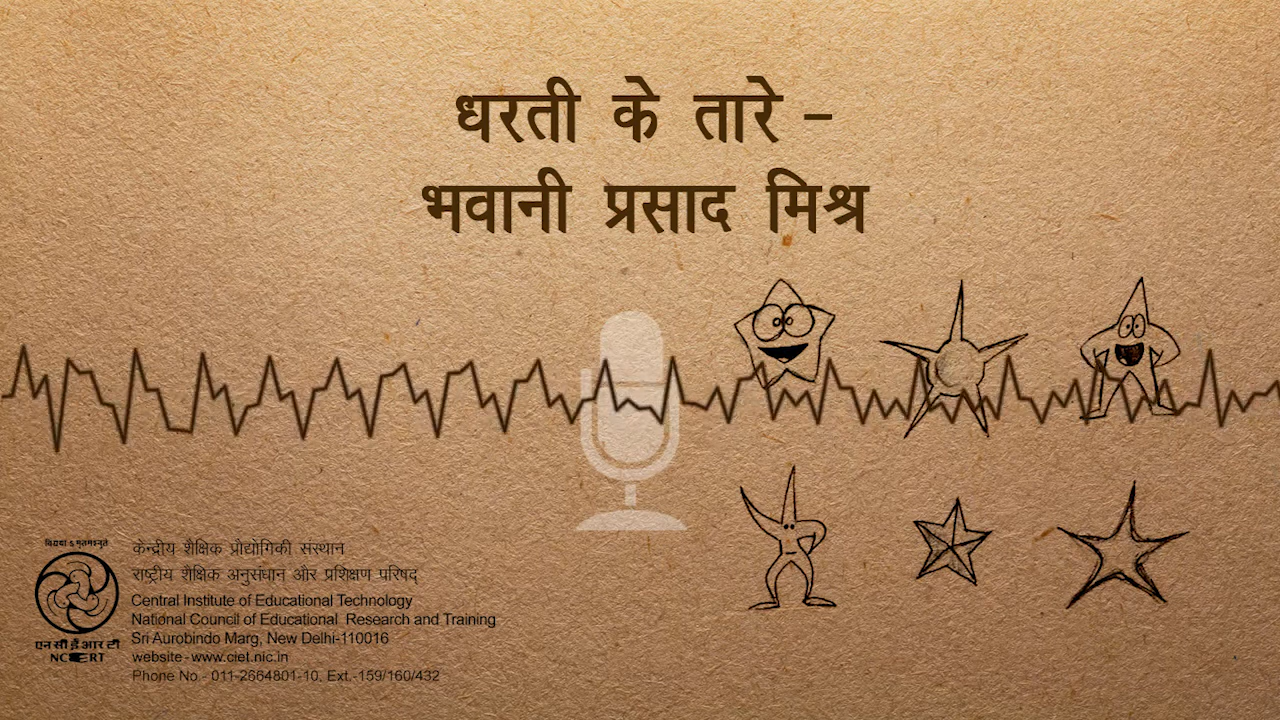 धरती के तारे -
भवानी प्रसाद मिश्र
विद्यया ऽ मृतमश्नुते
एन सी ई आर टी
NCERT
केन्द्रीय शैक्षिक प्रौद्योगिकी संस्थान
राष्ट्रीय शैक्षिक अनुसंधान और प्रशिक्षण परिषद्
Central Institute of Educational Technology
National Council of Educational Research and Training
Sri Aurobindo Marg, New Delhi-110016
website - www.ciet.nic.in
Phone No.- 011-2664801-10, Ext.-159/160/432